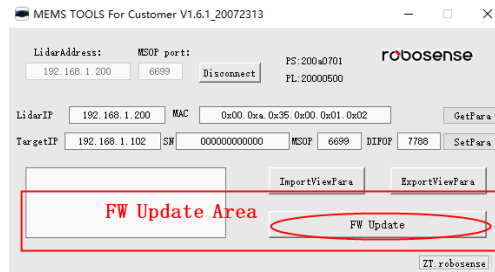 MEMS TOOLS For Customer V1.6.1_20072313
LidarAddress: MSOP port:
192.168.1.200 6699 Disconnect
PS:200a0701
PL:20000500
robosense
LidarIP 192.168.1.200 MAC 0x00.0xa.0x35.0x00.0x01.0x02 GetPara
TargetIP 192.168.1.102 SN 000000000000 MSOP 6699 DIFOP 7788 SetPara
ImportViewPara ExportViewPara
FW Update Area
FW Update
ZT.robosense